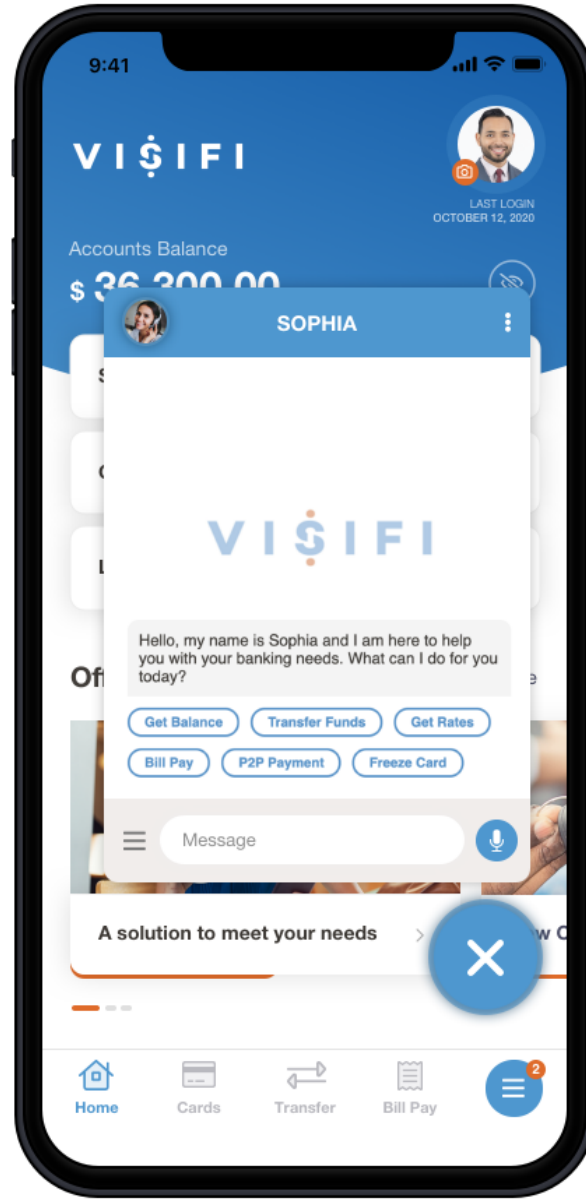 9:41
VISIFI
LAST LOGIN
OCTOBER 12, 2020
Accounts Balance
$ 36,300.00
SOPHIA
VISIFI
Hello, my name is Sophia and I am here to help
you with your banking needs. What can I do for you
today?
Get Balance
Transfer Funds
Get Rates
Bill Pay
P2P Payment
Freeze Card
Message
A solution to meet your needs
2
Home
Cards
Transfer
Bill Pay